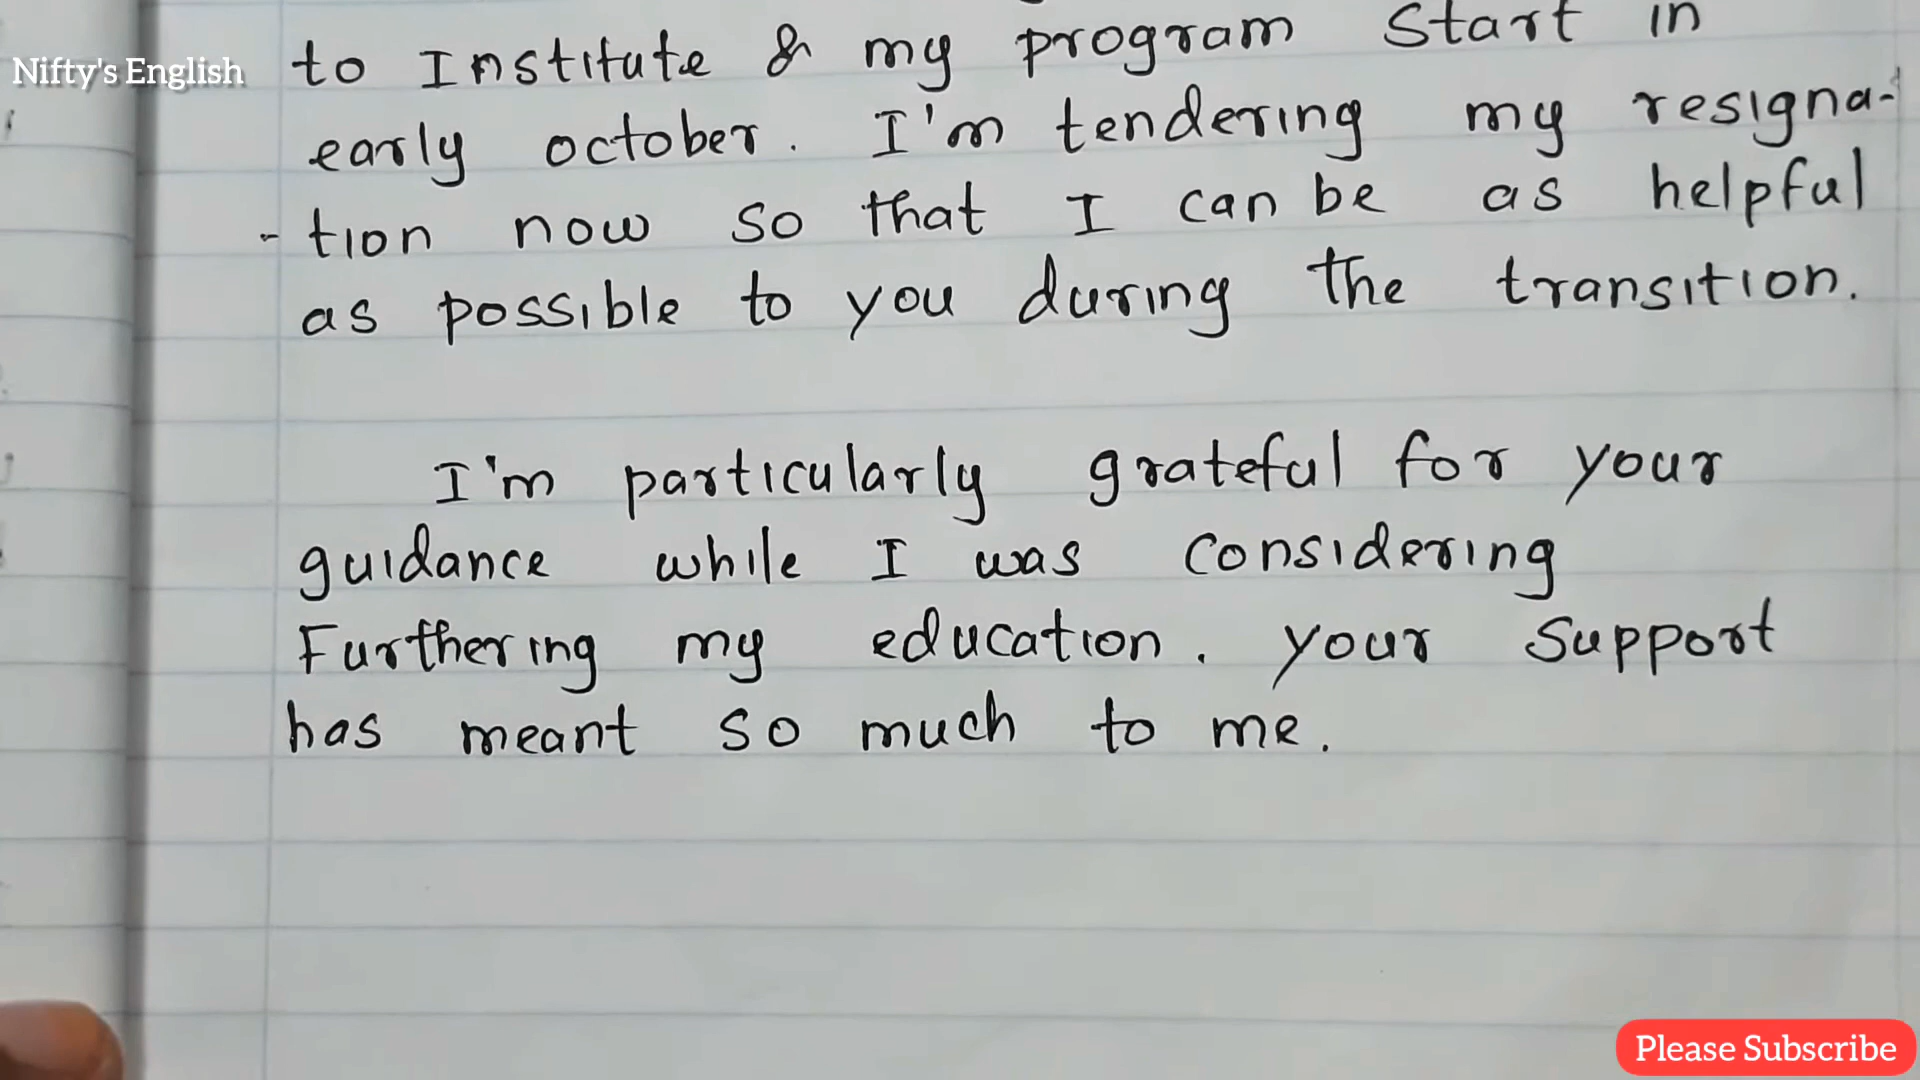 Nifty's English
to Institute & my program start in
early october. I'm tendering my resigna-
-tion now so that I can be as helpful
as possible to you during the transition.
I'm particularly grateful for your
guidance while I was considering
Furthering my education. your support
has meant so much to me.
Please Subscribe